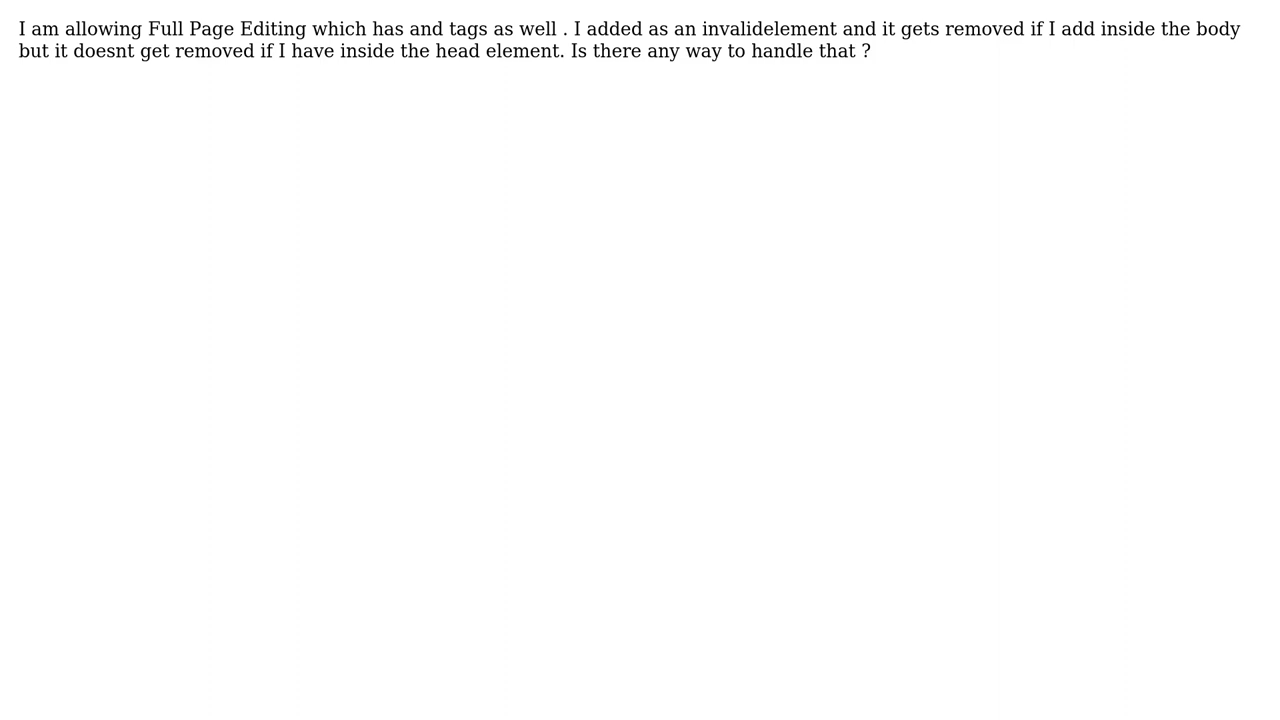 I am allowing Full Page Editing which has and tags as well . I added as an invalidelement and it gets removed if I add inside the body
but it doesnt get removed if I have inside the head element. Is there any way to handle that ?